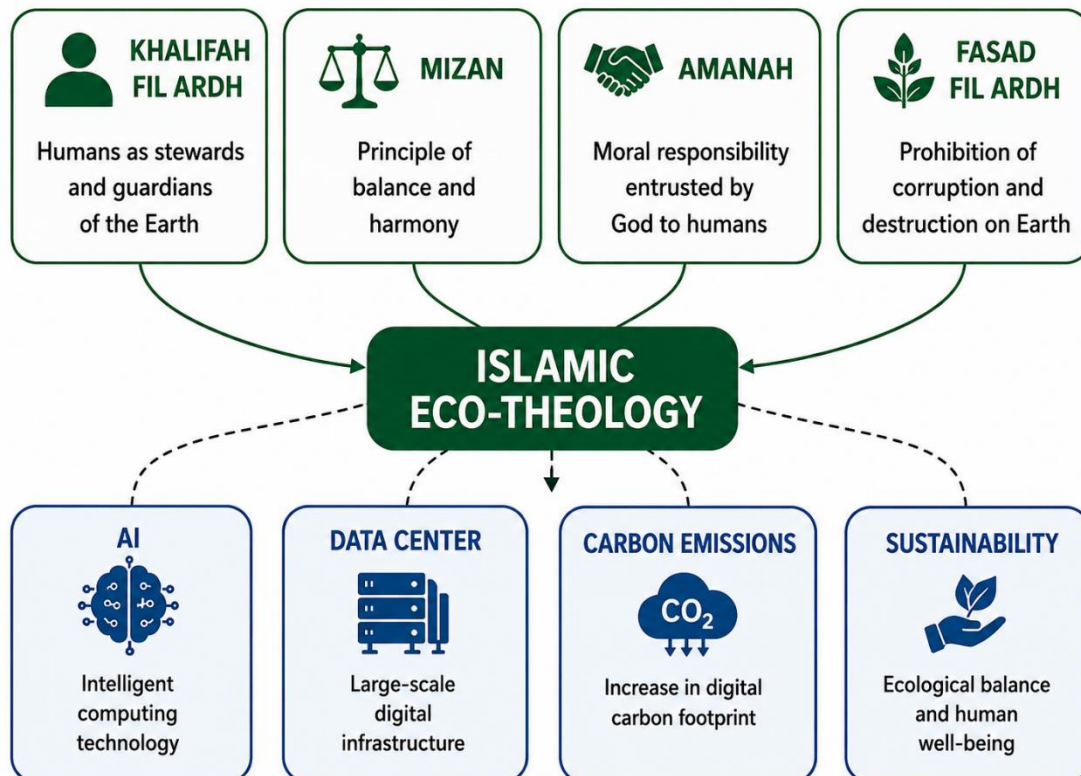 KHALIFAH
FIL ARDH
Humans as stewards
and guardians
of the Earth
MIZAN
Principle of
balance and
harmony
AMANAH
Moral responsibility
entrusted by
God to humans
FASAD
FIL ARDH
Prohibition of
corruption and
destruction on Earth
ISLAMIC
ECO-THEOLOGY
AI
Intelligent
computing
technology
DATA CENTER
Large-scale
digital
infrastructure
CARBON EMISSIONS
CO₂
Increase in digital
carbon footprint
SUSTAINABILITY
Ecological balance
and human
well-being